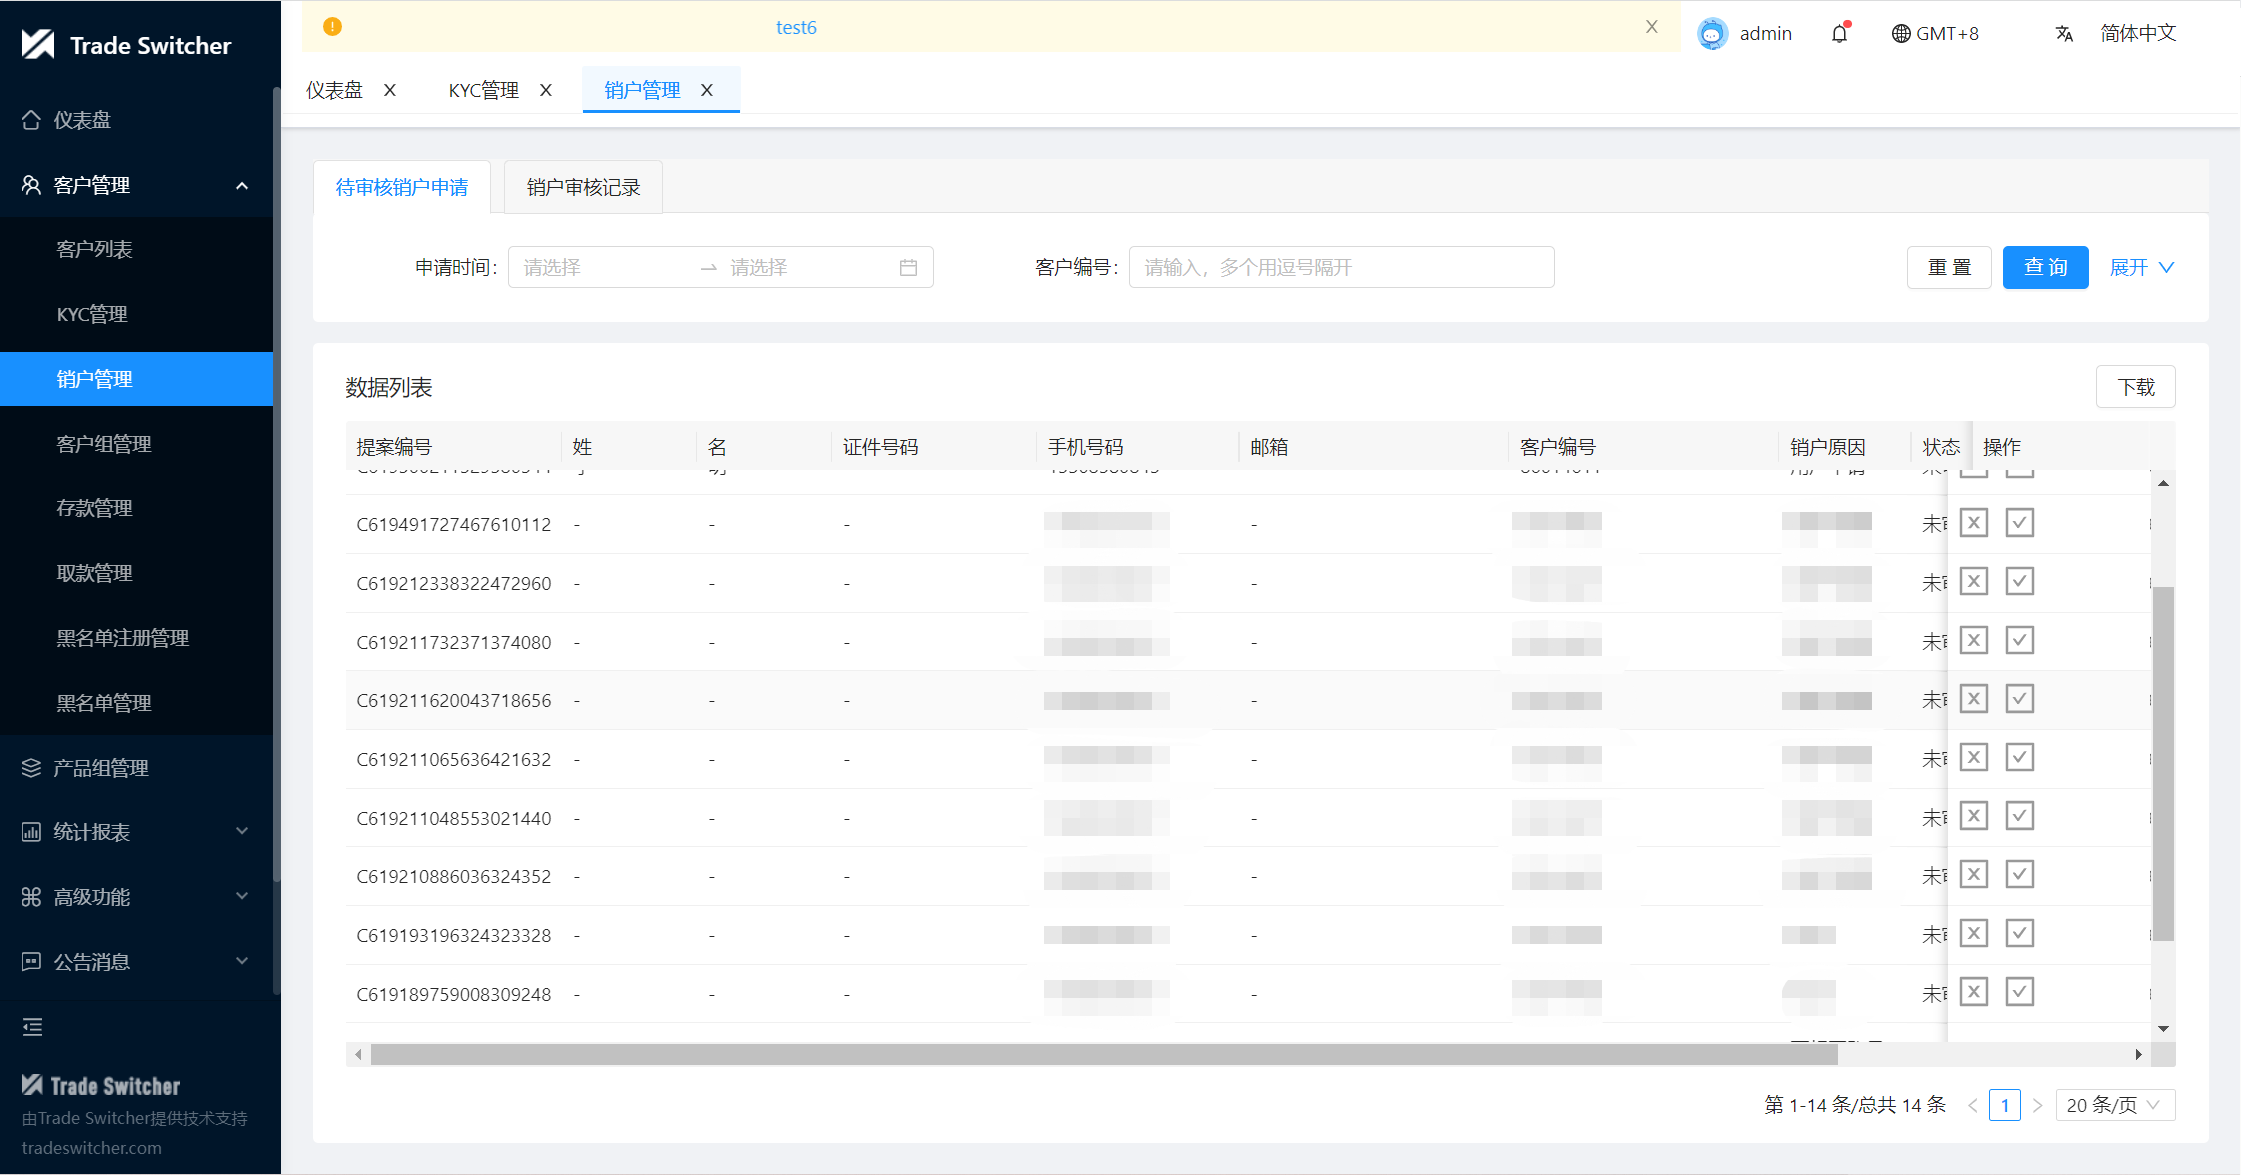 Trade Switcher
test6
admin
GMT+8
简体中文
仪表盘 KYC管理 销户管理
仪表盘
客户管理
客户列表
KYC管理
销户管理
客户组管理
存款管理
取款管理
黑名单注册管理
黑名单管理
产品组管理
统计报表
高级功能
公告消息
Trade Switcher
由Trade Switcher提供技术支持
tradeswitcher.com
待审核销户申请 销户审核记录
申请时间: 请选择 → 请选择
客户编号: 请输入，多个用逗号隔开
重 置 查 询 展开
数据列表
下载
提案编号 姓 名 证件号码 手机号码 邮箱 客户编号 销户原因 状态 操作
C619491727467610112 - - - - 未
C619212338322472960 - - - - 未
C619211732371374080 - - - - 未
C619211620043718656 - - - - 未
C619211065636421632 - - - - 未
C619211048553021440 - - - - 未
C619210886036324352 - - - - 未
C619193196324323328 - - - - 未
C619189759008309248 - - - - 未
第 1-14 条/总共 14 条 < 1 > 20 条/页